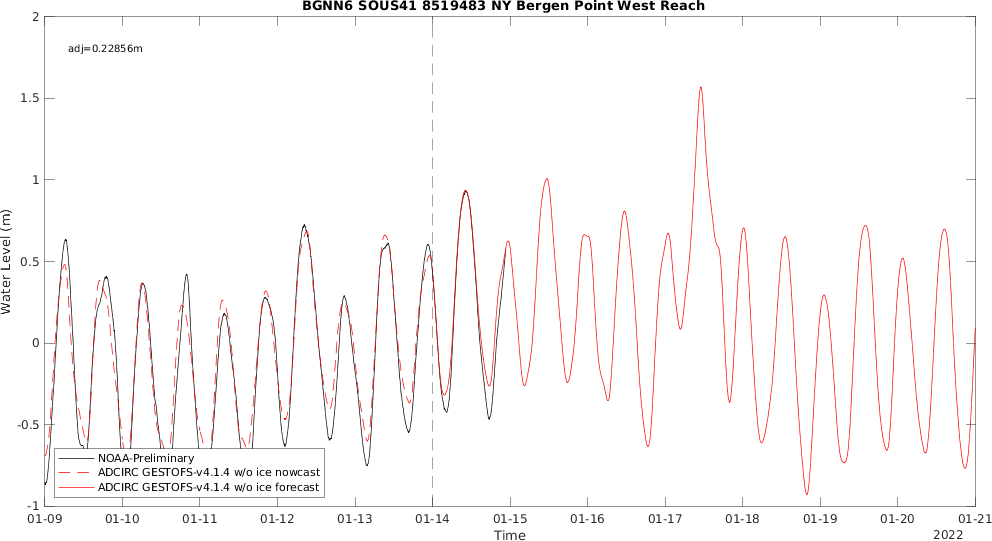 BGNN6 SOUS41 8519483 NY Bergen Point West Reach
2
adj=0.22856m
1.5
1
0.5
0
-0.5
-1
Water Level (m)
NOAA-Preliminary
ADCIRC GESTOFS-v4.1.4 w/o ice nowcast
ADCIRC GESTOFS-v4.1.4 w/o ice forecast
01-09 01-10 01-11 01-12 01-13 01-14 01-15 01-16 01-17 01-18 01-19 01-20 01-21
Time
2022